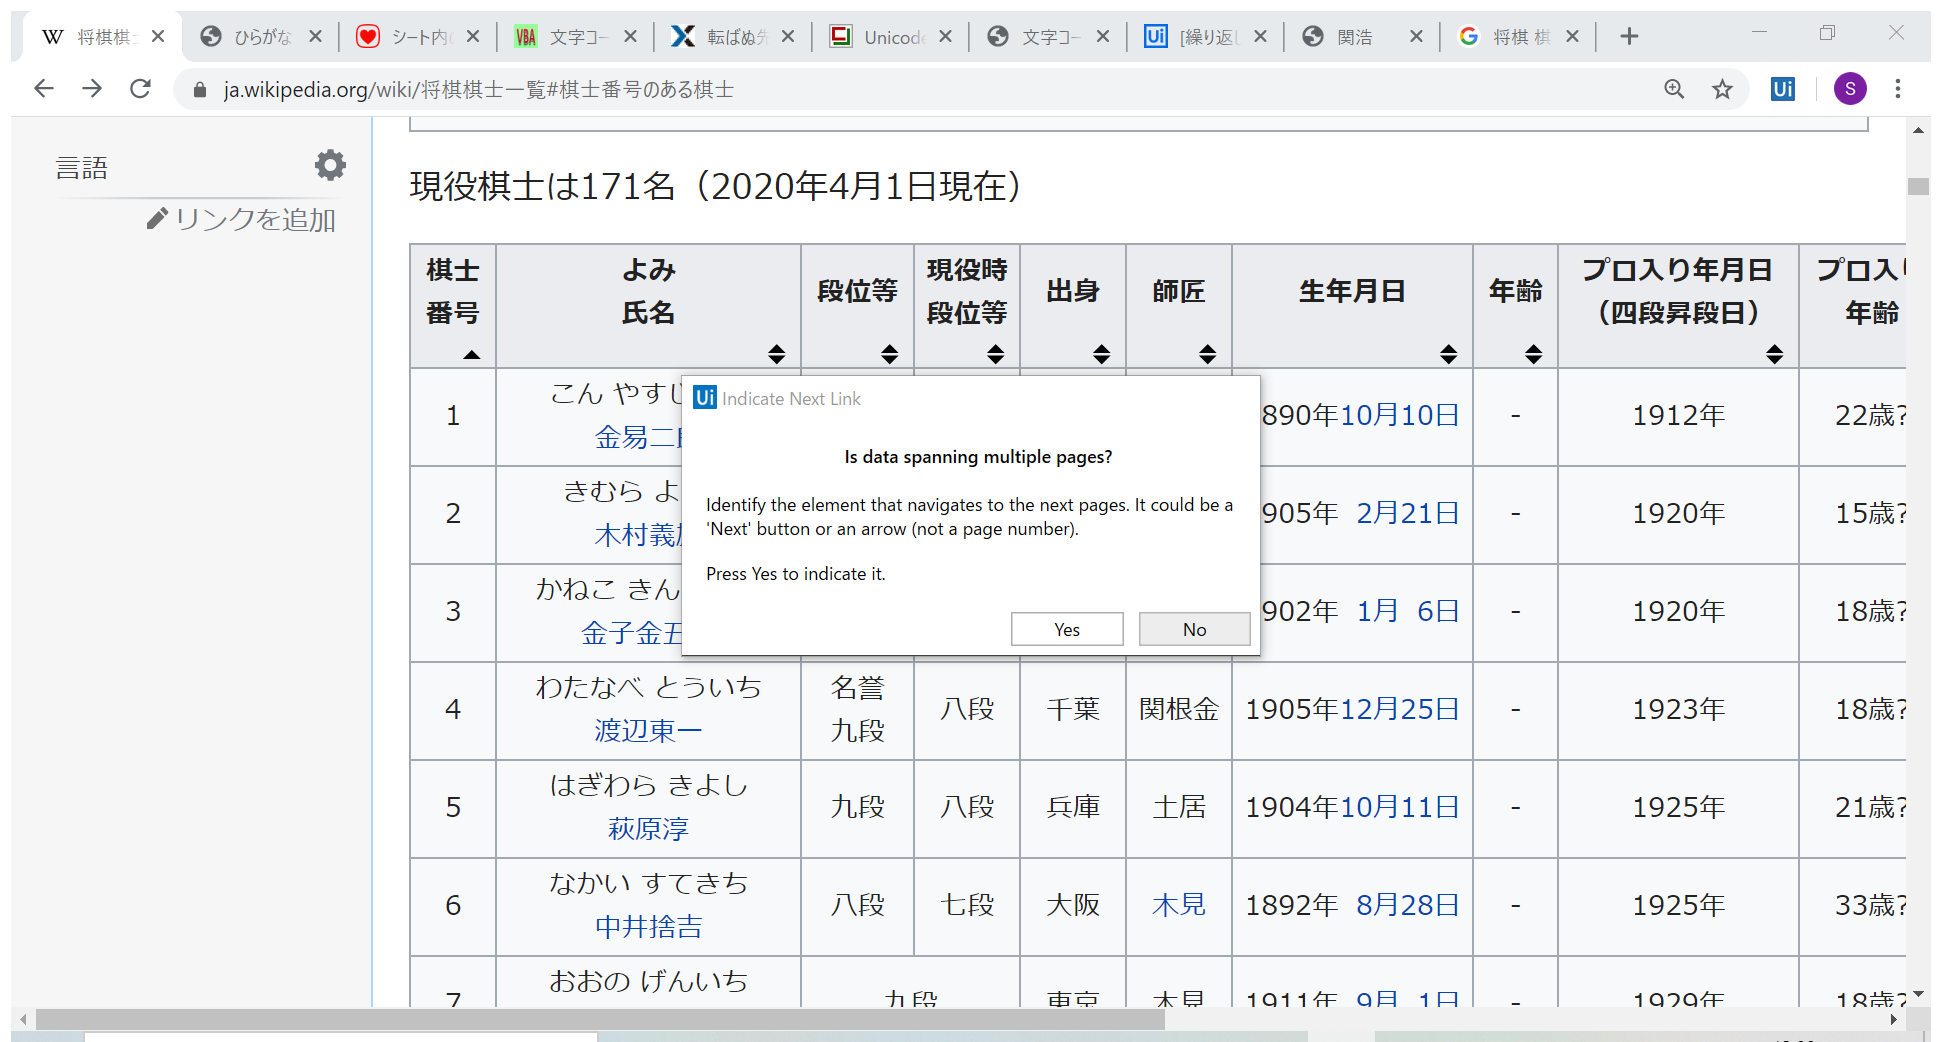 将棋棋
ひらがな
シート内
文字コー
転ばぬ先
Unicode
文字コー
[繰り返し
関浩
将棋 棋
ja.wikipedia.org/wiki/将棋棋士一覧#棋士番号のある棋士
S
言語
リンクを追加
現役棋士は171名（2020年4月1日現在）
棋士番号 よみ氏名 段位等 現役時段位等 出身 師匠 生年月日 年齢 プロ入り年月日（四段昇段日） プロ入り年齢
1 こん やすじ 金易二 890年10月10日 - 1912年 22歳?
2 きむら よ 木村義 905年 2月21日 - 1920年 15歳?
3 かねこ きん 金子金五 902年 1月 6日 - 1920年 18歳?
Ui Indicate Next Link
Is data spanning multiple pages?
Identify the element that navigates to the next pages. It could be a
'Next' button or an arrow (not a page number).
Press Yes to indicate it.
Yes No
4 わたなべ とういち 渡辺東一 名誉九段 八段 千葉 関根金 1905年12月25日 - 1923年 18歳?
5 はぎわら きよし 萩原淳 九段 八段 兵庫 土居 1904年10月11日 - 1925年 21歳?
6 なかい すてきち 中井捨吉 八段 七段 大阪 木見 1892年 8月28日 - 1925年 33歳?
7 おおの げんいち 九段 東京 木見 1911年 9月 1日 - 1929年 18歳?